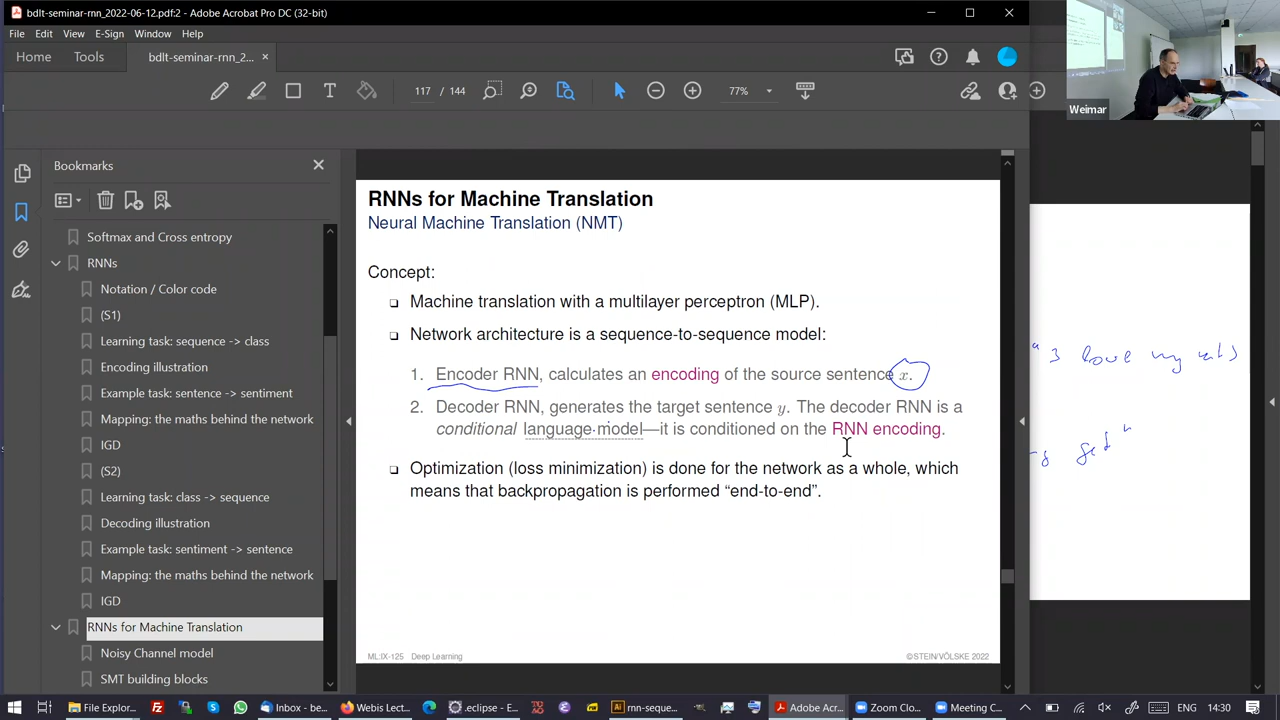 bdlt-seminar-rnn_2022-06-12.pdf:2 - Adobe Acrobat Pro DC (32-bit)
File Edit View E̲sign Window Help
Home Tools bdlt-seminar-rnn_2... ×
117 / 144 77%
Weimar
Bookmarks
Softmax and Cross entropy
RNNs
Notation / Color code
(S1)
Learning task: sequence -> class
Encoding illustration
Example task: sentence -> sentiment
Mapping: the maths behind the network
IGD
(S2)
Learning task: class -> sequence
Decoding illustration
Example task: sentiment -> sentence
Mapping: the maths behind the network
IGD
RNNs for Machine Translation
Noisy Channel model
SMT building blocks
RNNs for Machine Translation
Neural Machine Translation (NMT)
Concept:
❑ Machine translation with a multilayer perceptron (MLP).
❑ Network architecture is a sequence-to-sequence model:
1. Encoder RNN, calculates an encoding of the source sentence x.
2. Decoder RNN, generates the target sentence y. The decoder RNN is a
conditional language model—it is conditioned on the RNN encoding.
❑ Optimization (loss minimization) is done for the network as a whole, which
means that backpropagation is performed “end-to-end”.
ML:IX-125 Deep Learning ©STEIN/VÖLSKE 2022
File Explor... Inbox - bo... Webis Lect... eclipse - ... rnn-seque... Adobe Acr... Zoom Clou... Meeting C... ENG 14:30